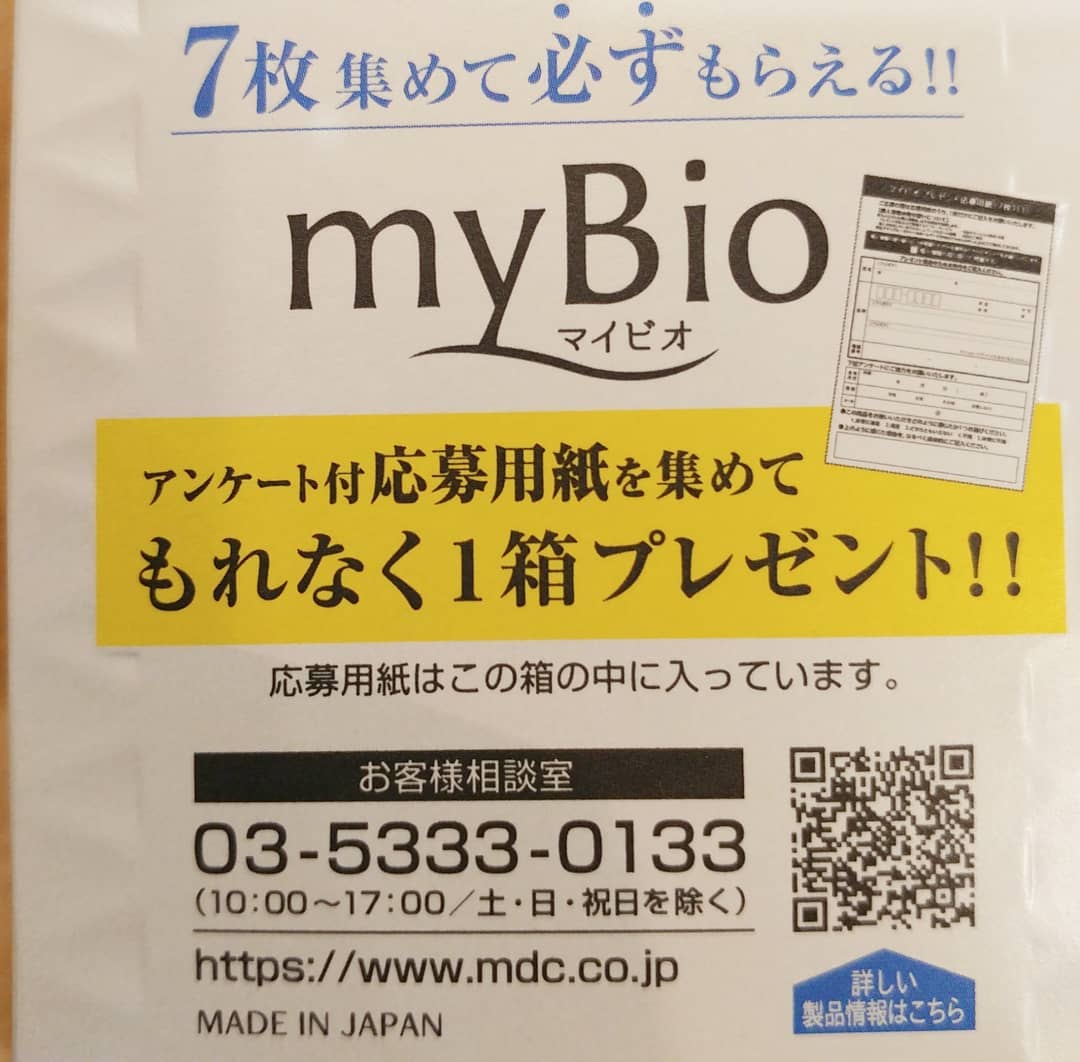 7枚集めて必ずもらえる!!
myBio
マイビオ
アンケート付応募用紙を集めて
もれなく1箱プレゼント!!
応募用紙はこの箱の中に入っています。
お客様相談室
03-5333-0133
(10:00～17:00/土・日・祝日を除く)
https://www.mdc.co.jp
MADE IN JAPAN
詳しい
製品情報はこちら